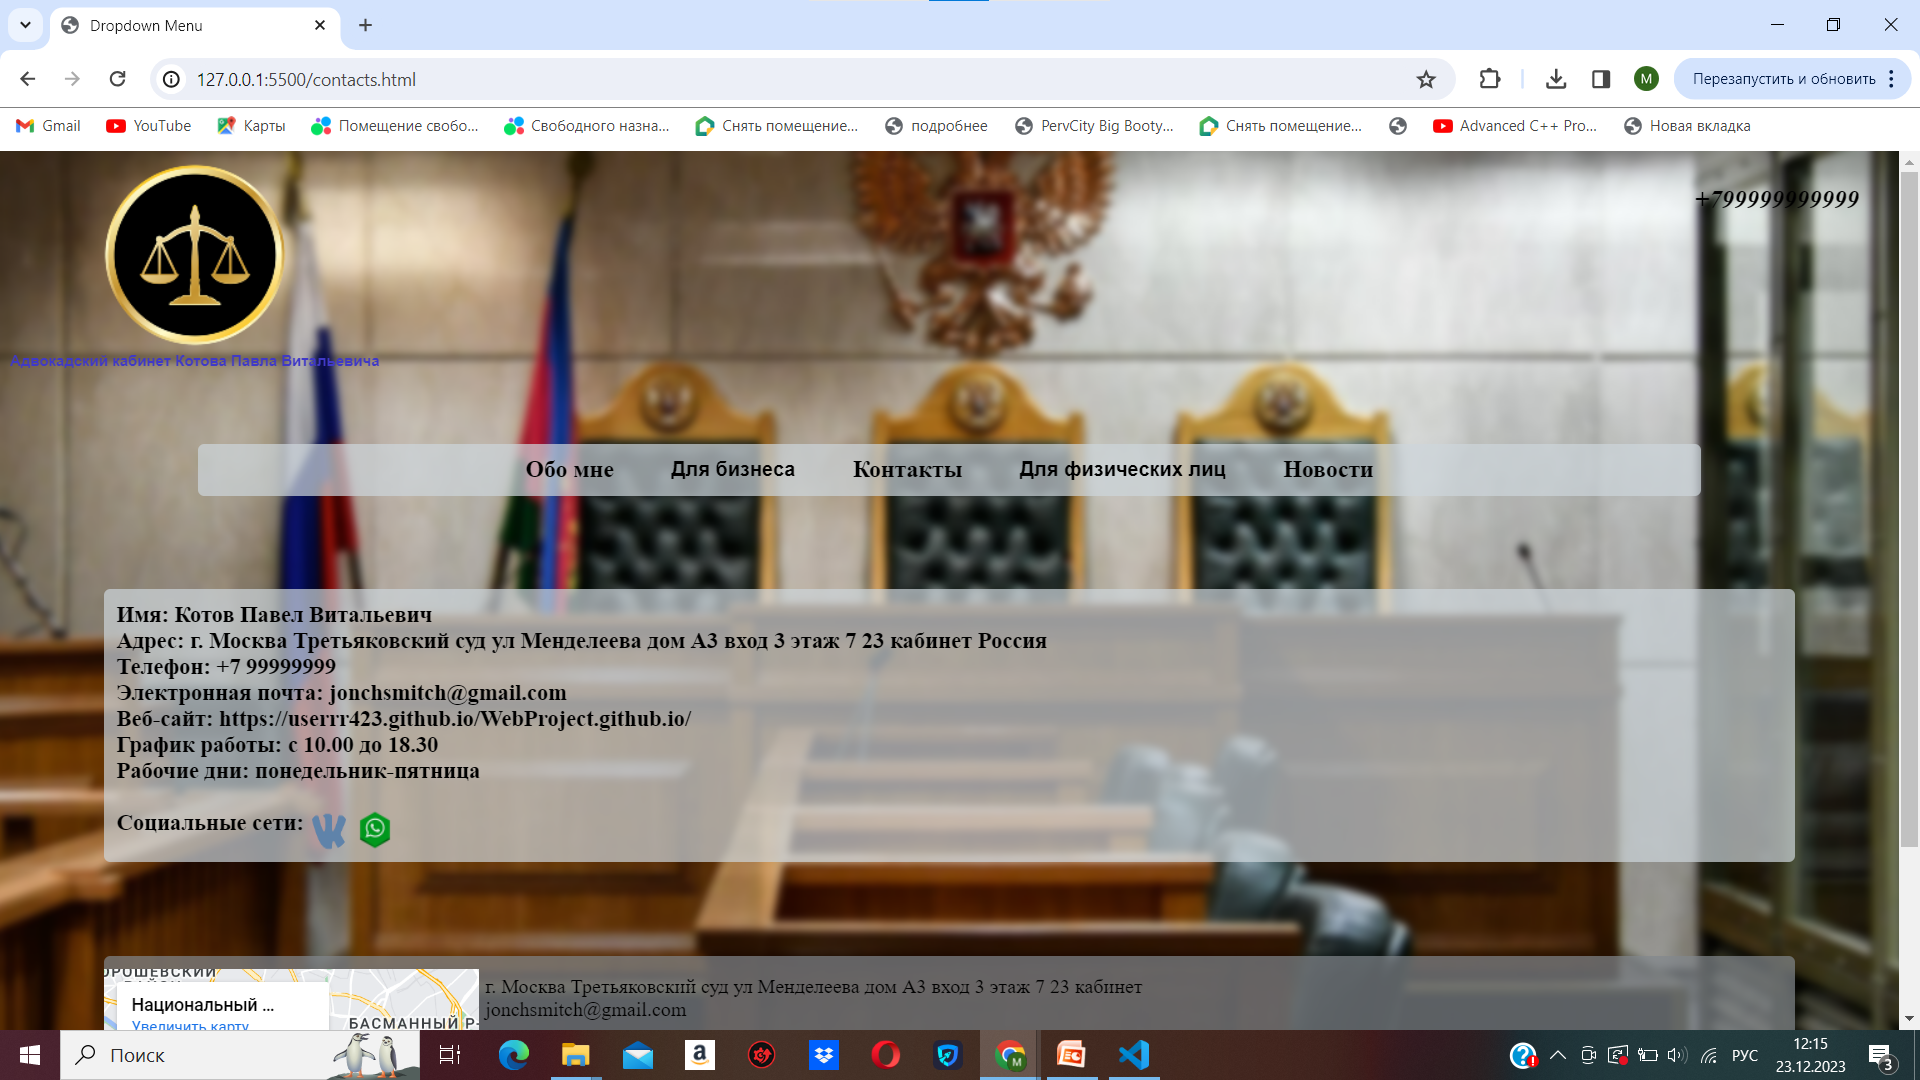 Dropdown Menu
127.0.0.1:5500/contacts.html
M
Перезапустить и обновить
Gmail
YouTube
Карты
Помещение свобо...
Свободного назна...
Снять помещение...
подробнее
PervCity Big Booty...
Снять помещение...
Advanced C++ Pro...
Новая вкладка
+799999999999
Адвокадский кабинет Котова Павла Витальевича
Обо мне
Для бизнеса
Контакты
Для физических лиц
Новости
Имя: Котов Павел Витальевич
Адрес: г. Москва Третьяковский суд ул Менделеева дом А3 вход 3 этаж 7 23 кабинет Россия
Телефон: +7 99999999
Электронная почта: jonchsmitch@gmail.com
Веб-сайт: https://userrr423.github.io/WebProject.github.io/
График работы: с 10.00 до 18.30
Рабочие дни: понедельник-пятница
Социальные сети:
ОРОШЕВСКИЙ
Национальный ...
Увеличить карту
БАСМАННЫЙ Р-
г. Москва Третьяковский суд ул Менделеева дом А3 вход 3 этаж 7 23 кабинет
jonchsmitch@gmail.com
Поиск
РУС
12:15
23.12.2023
3